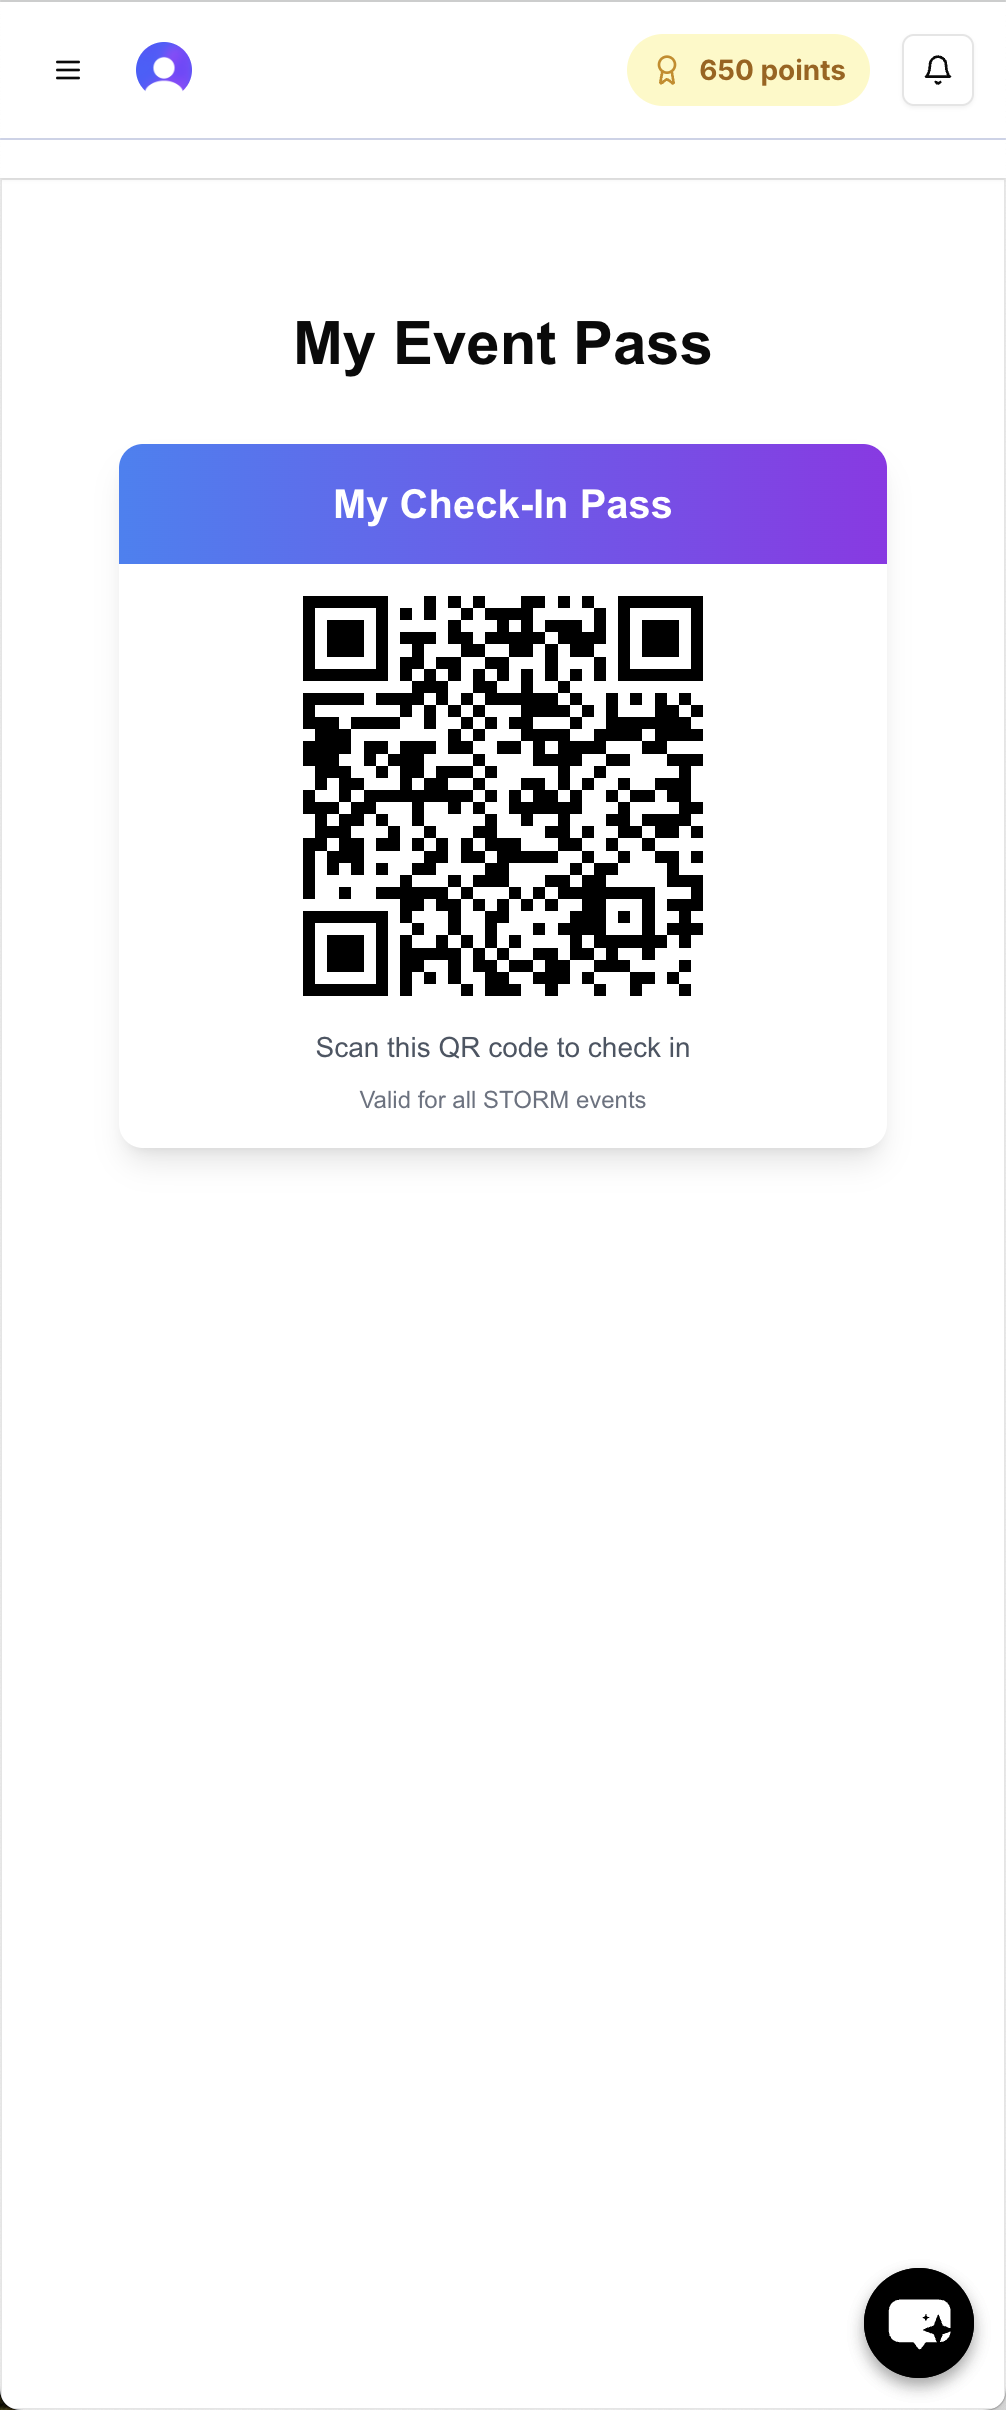 650 points
My Event Pass
My Check-In Pass
Scan this QR code to check in
Valid for all STORM events